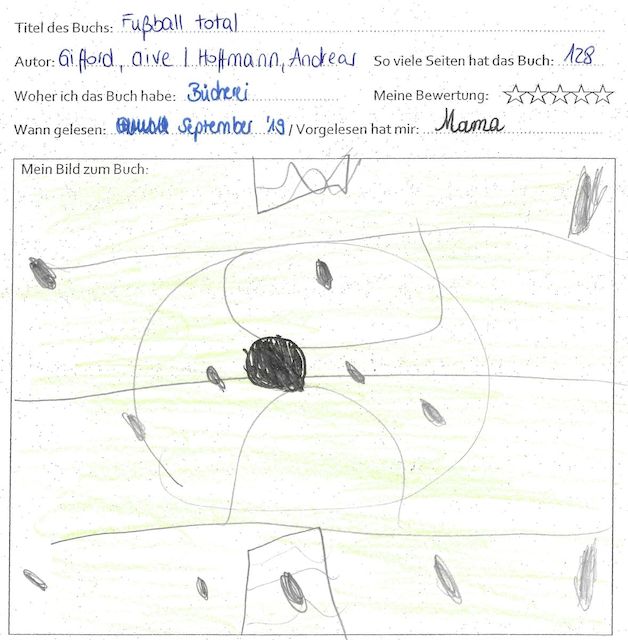 Titel des Buchs: Fußball total
Autor: Gifford, Clive / Hoffmann, Andreas So viele Seiten hat das Buch: 128
Woher ich das Buch habe: Bücherei Meine Bewertung:
Wann gelesen: September '19 / Vorgelesen hat mir: Mama
Mein Bild zum Buch: